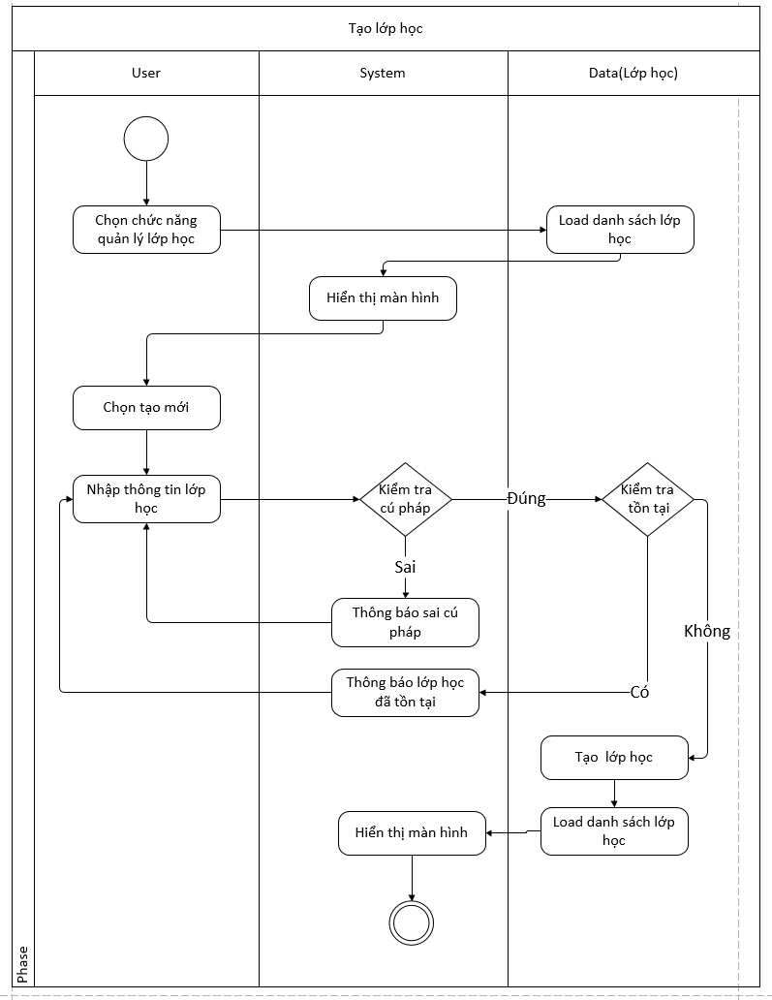 Tạo lớp học
User
System
Data(Lớp học)
Chọn chức năng
quản lý lớp học
Load danh sách lớp
học
Hiển thị màn hình
Chọn tạo mới
Nhập thông tin lớp
học
Kiểm tra
cú pháp
Đúng
Kiểm tra
tồn tại
Sai
Thông báo sai cú
pháp
Không
Thông báo lớp học
đã tồn tại
Có
Tạo lớp học
Load danh sách lớp
học
Hiển thị màn hình
Phase